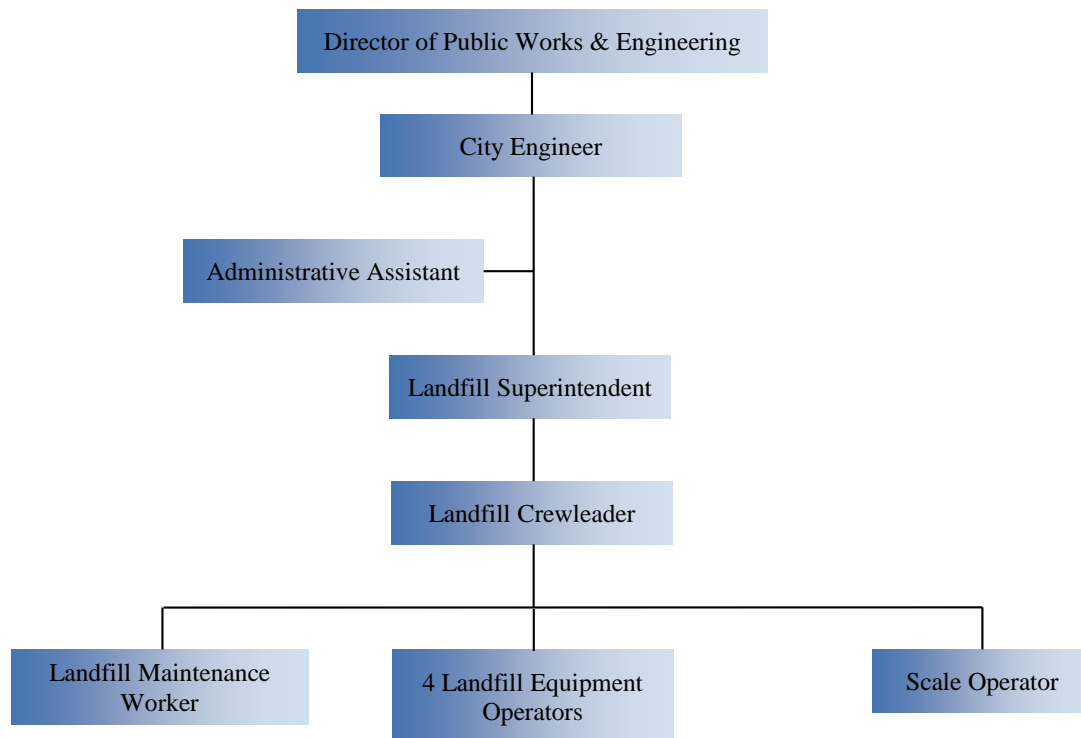 Director of Public Works & Engineering
City Engineer
Administrative Assistant
Landfill Superintendent
Landfill Crewleader
Landfill Maintenance
Worker
4 Landfill Equipment
Operators
Scale Operator